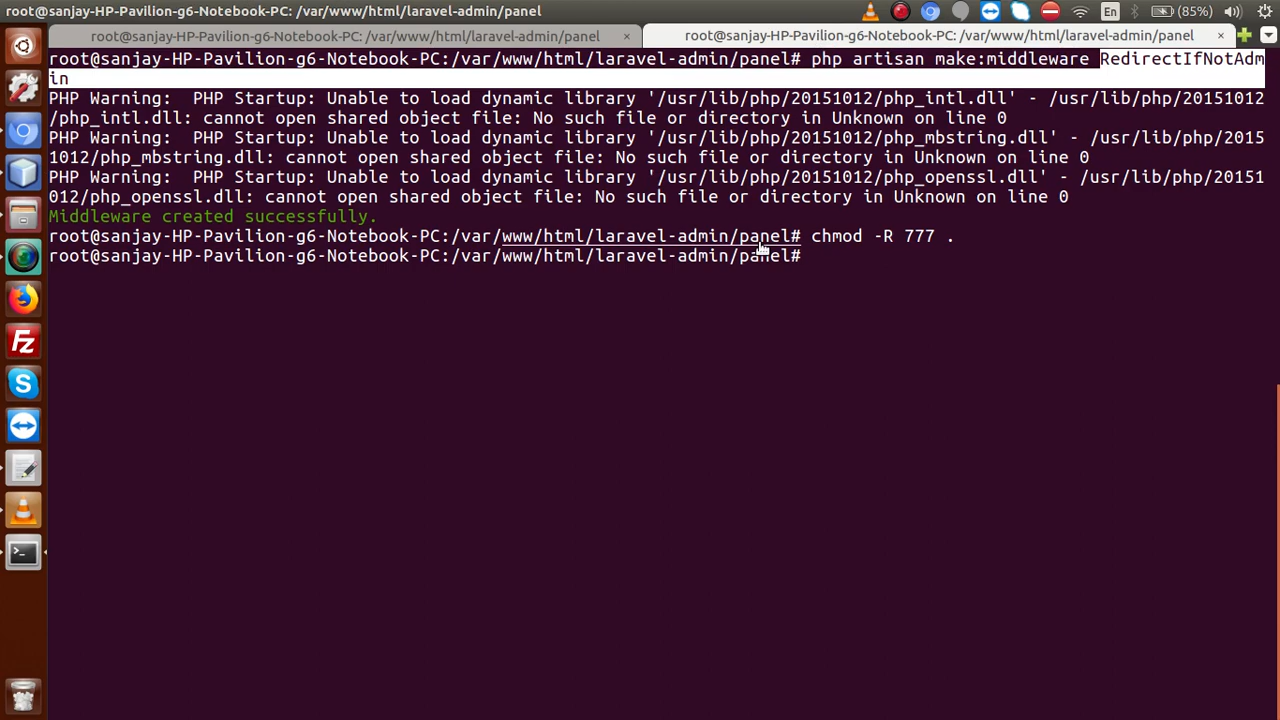 root@sanjay-HP-Pavilion-g6-Notebook-PC: /var/www/html/laravel-admin/panel
En
(85%)
root@sanjay-HP-Pavilion-g6-Notebook-PC: /var/www/html/laravel-admin/panel ×
root@sanjay-HP-Pavilion-g6-Notebook-PC: /var/www/html/laravel-admin/panel ×
root@sanjay-HP-Pavilion-g6-Notebook-PC:/var/www/html/laravel-admin/panel# php artisan make:middleware RedirectIfNotAdm
in
PHP Warning:  PHP Startup: Unable to load dynamic library '/usr/lib/php/20151012/php_intl.dll' - /usr/lib/php/20151012
/php_intl.dll: cannot open shared object file: No such file or directory in Unknown on line 0
PHP Warning:  PHP Startup: Unable to load dynamic library '/usr/lib/php/20151012/php_mbstring.dll' - /usr/lib/php/2015
1012/php_mbstring.dll: cannot open shared object file: No such file or directory in Unknown on line 0
PHP Warning:  PHP Startup: Unable to load dynamic library '/usr/lib/php/20151012/php_openssl.dll' - /usr/lib/php/20151
012/php_openssl.dll: cannot open shared object file: No such file or directory in Unknown on line 0
Middleware created successfully.
root@sanjay-HP-Pavilion-g6-Notebook-PC:/var/www/html/laravel-admin/panel# chmod -R 777 .
root@sanjay-HP-Pavilion-g6-Notebook-PC:/var/www/html/laravel-admin/panel#